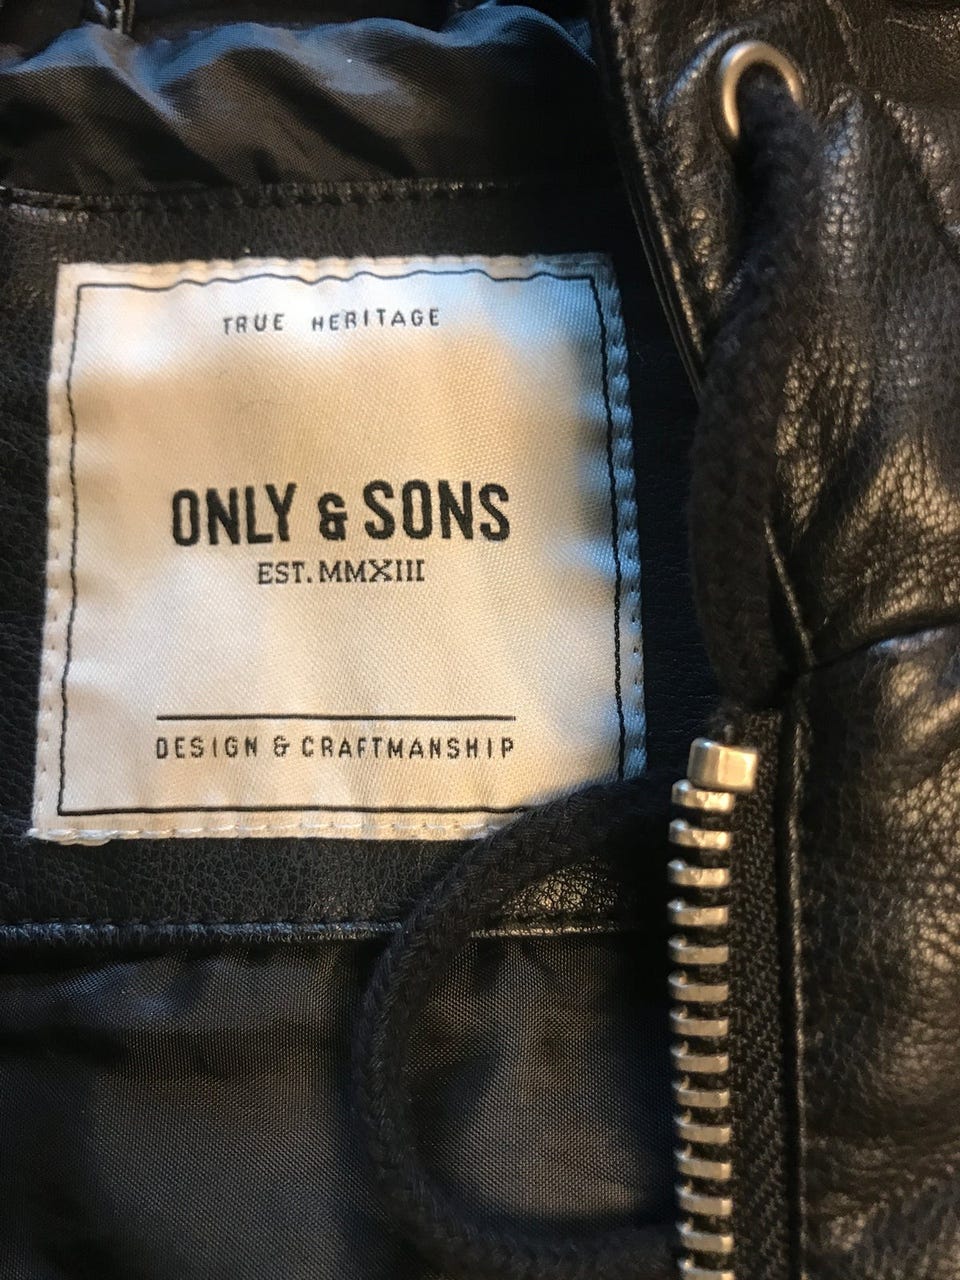 TRUE HERITAGE
ONLY & SONS
EST. MMXIII
DESIGN & CRAFTMANSHIP